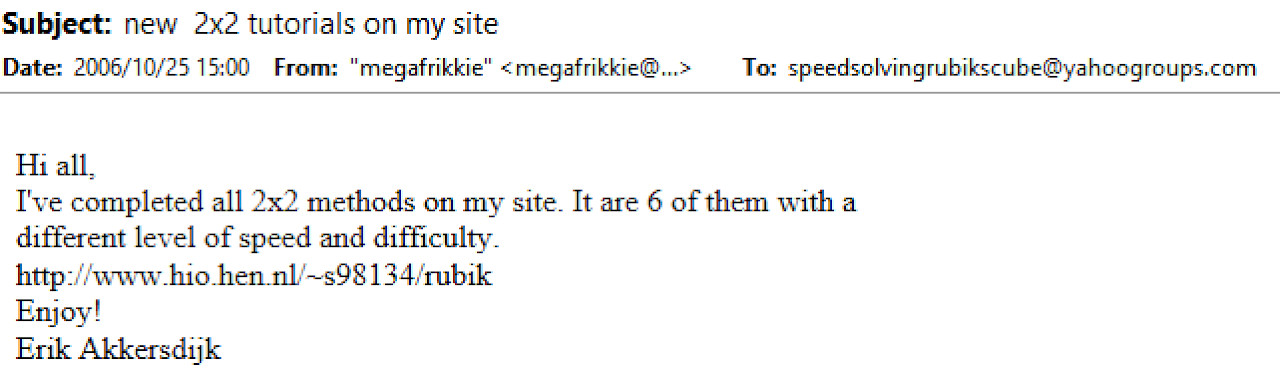 Subject: new  2x2 tutorials on my site
Date: 2006/10/25 15:00 From: "megafrikkie" <megafrikkie@...> To: speedsolvingrubikscube@yahoogroups.com
Hi all,
I've completed all 2x2 methods on my site. It are 6 of them with a
different level of speed and difficulty.
http://www.hio.hen.nl/~s98134/rubik
Enjoy!
Erik Akkersdijk